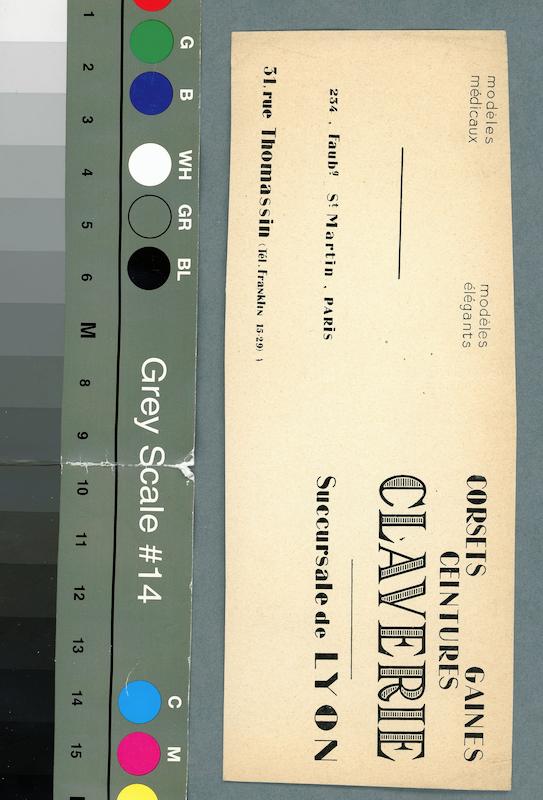 modèles
médicaux
modèles
élégants
CORSETS
CEINTURES
GAINES
CLAVERIE
234, Faubg St Martin, PARIS
Succursale de LYON
31, rue Thomassin (Tél. Franklin 15-29)
Grey Scale #14
G B WH GR BL
C M
1 2 3 4 5 6 M 8 9 10 11 12 13 14 15